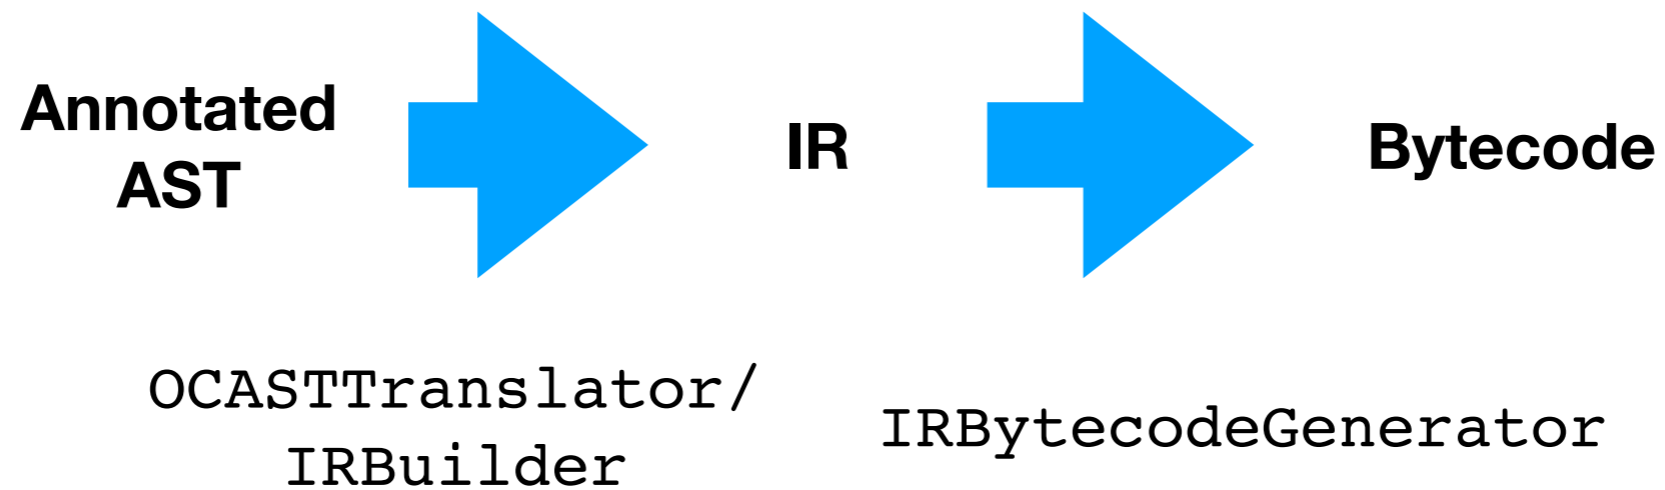 Annotated
AST
IR
Bytecode
OCASTTranslator/
IRBuilder
IRBytecodeGenerator